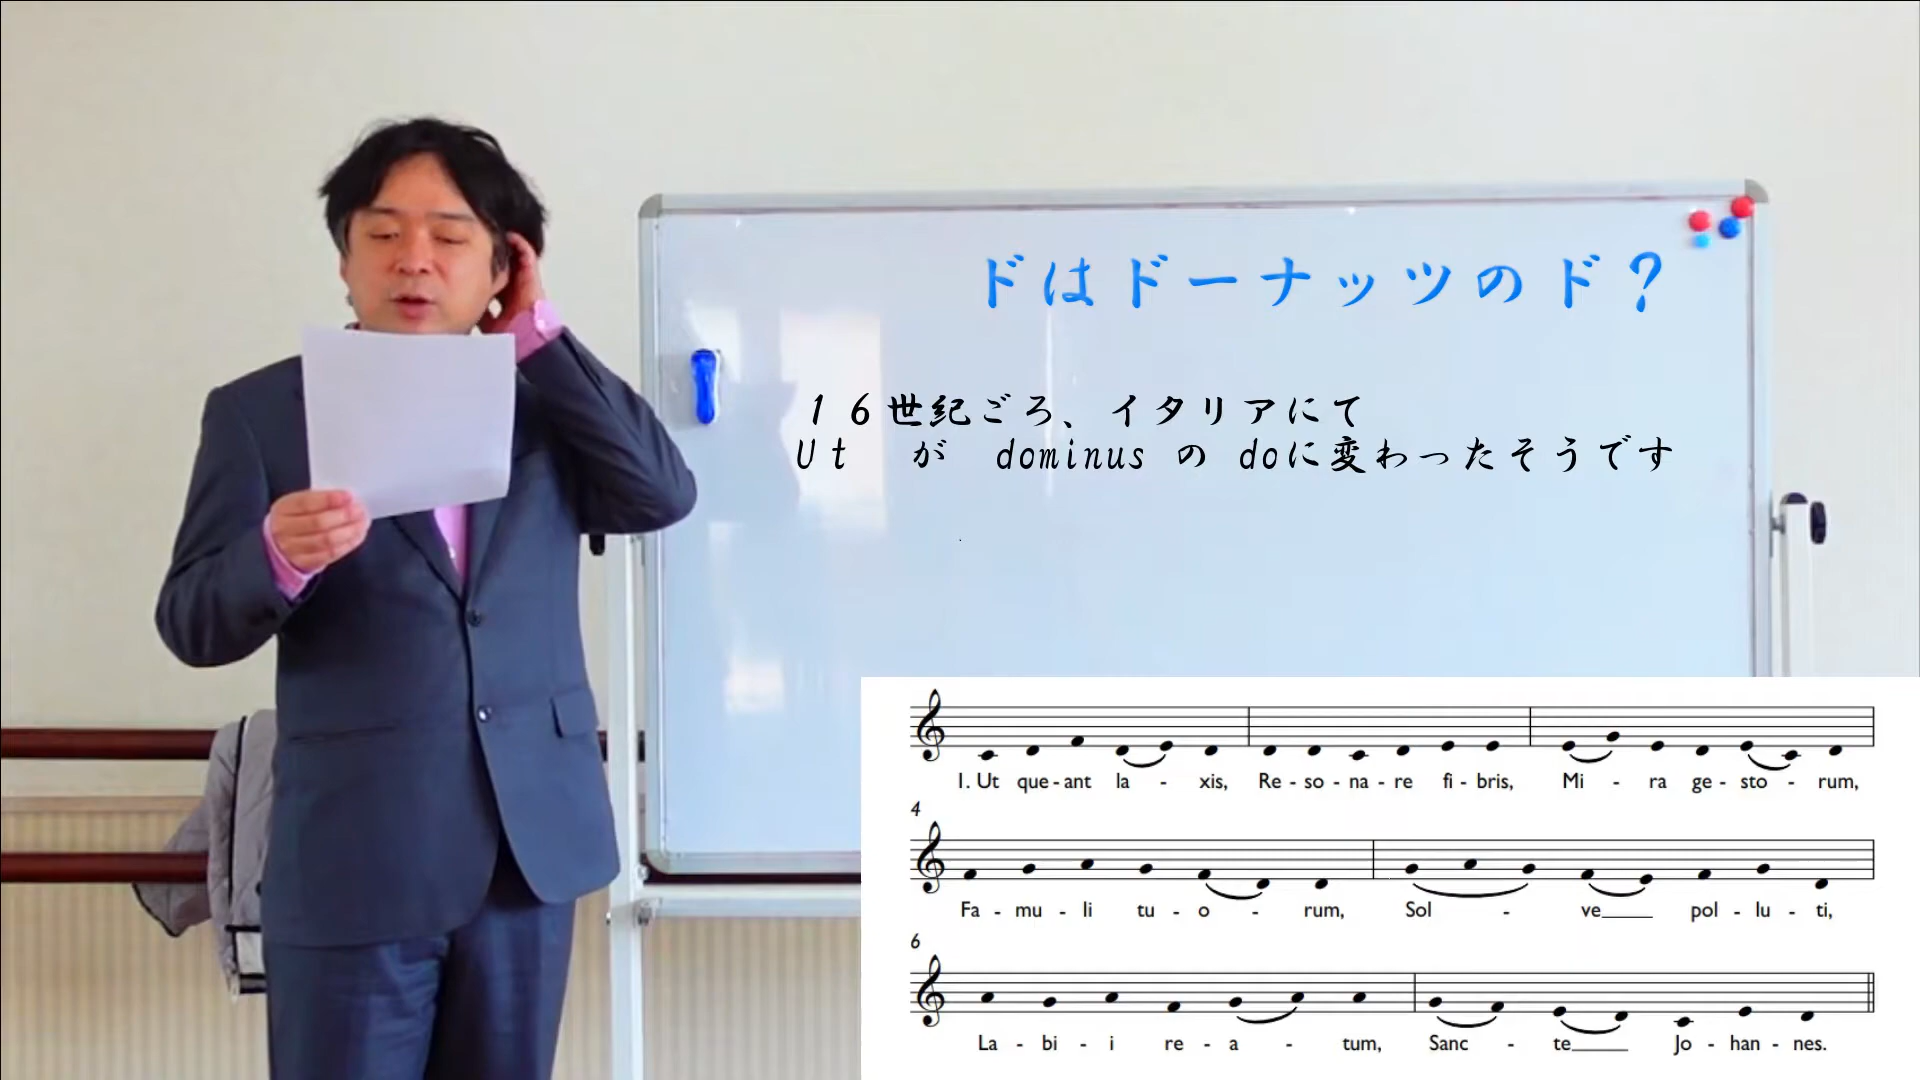 ドはドーナッツのド？
１６世紀ごろ、イタリアにて
Ut が dominus の doに変わったそうです
1. Ut que - ant la - xis, Re - so - na - re fi - bris, Mi - ra ge - sto - rum,
4
Fa - mu - li tu - o - rum, Sol - ve____ pol - lu - ti,
6
La - bi - i re - a - tum, Sanc - te____ Jo - han - nes.